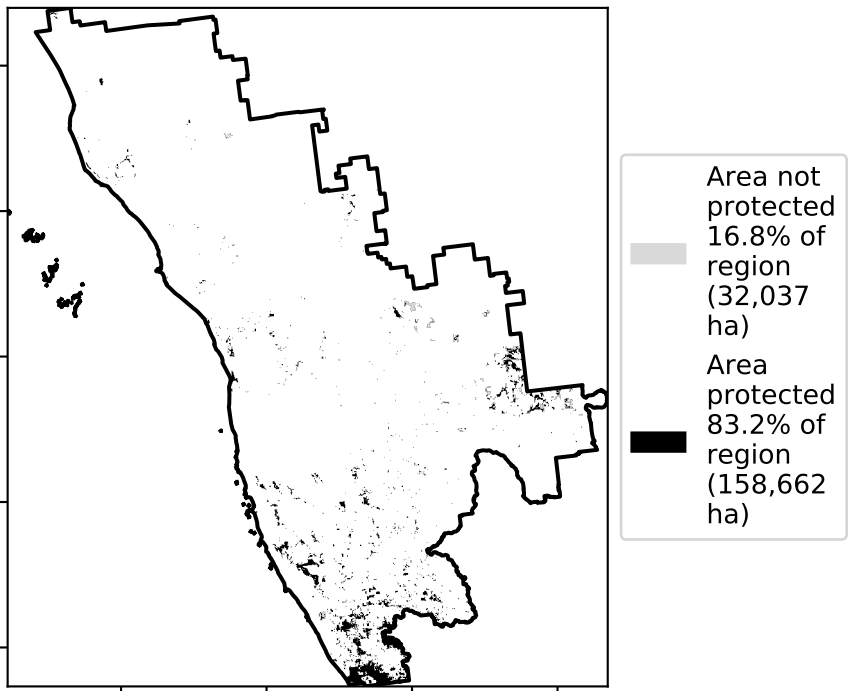 Area not
protected
16.8% of
region
(32,037
ha)
Area
protected
83.2% of
region
(158,662
ha)